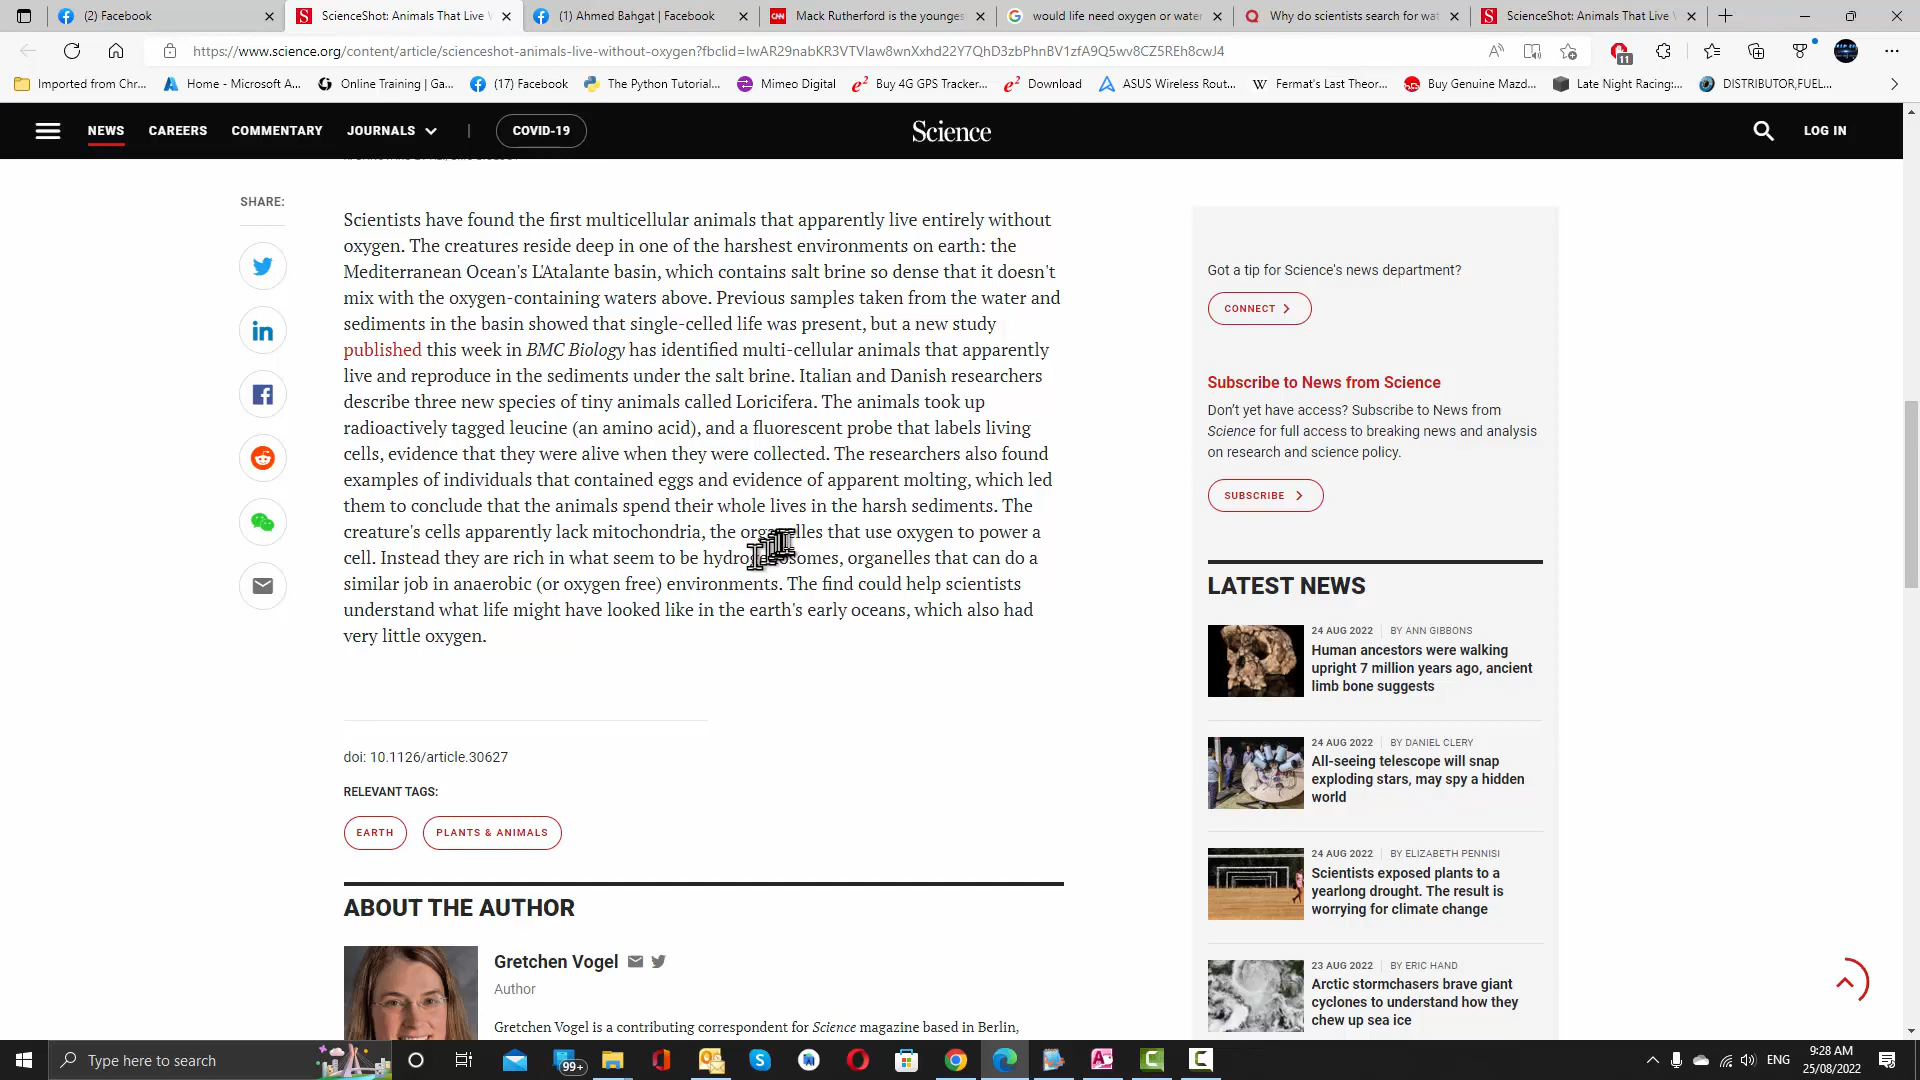 (2) Facebook
ScienceShot: Animals That Live W
(1) Ahmed Bahgat | Facebook
Mack Rutherford is the younges
would life need oxygen or wate
Why do scientists search for wat
ScienceShot: Animals That Live
https://www.science.org/content/article/scienceshot-animals-live-without-oxygen?fbclid=IwAR29nabKR3VTVlaw8wnXxhd22Y7QhD3zbPhnBV1zfA9Q5wv8CZ5REh8cwJ4
11
Imported from Chr...
Home - Microsoft A...
Online Training | Ga...
(17) Facebook
The Python Tutorial...
Mimeo Digital
Buy 4G GPS Tracker...
Download
ASUS Wireless Rout...
Fermat's Last Theor...
Buy Genuine Mazd...
Late Night Racing:...
DISTRIBUTOR,FUEL...
NEWS
CAREERS
COMMENTARY
JOURNALS
COVID-19
Science
LOG IN
SHARE:
Scientists have found the first multicellular animals that apparently live entirely without
oxygen. The creatures reside deep in one of the harshest environments on earth: the
Mediterranean Ocean's L'Atalante basin, which contains salt brine so dense that it doesn't
mix with the oxygen-containing waters above. Previous samples taken from the water and
sediments in the basin showed that single-celled life was present, but a new study
published this week in BMC Biology has identified multi-cellular animals that apparently
live and reproduce in the sediments under the salt brine. Italian and Danish researchers
describe three new species of tiny animals called Loricifera. The animals took up
radioactively tagged leucine (an amino acid), and a fluorescent probe that labels living
cells, evidence that they were alive when they were collected. The researchers also found
examples of individuals that contained eggs and evidence of apparent molting, which led
them to conclude that the animals spend their whole lives in the harsh sediments. The
creature's cells apparently lack mitochondria, the organelles that use oxygen to power a
cell. Instead they are rich in what seem to be hydrogenosomes, organelles that can do a
similar job in anaerobic (or oxygen free) environments. The find could help scientists
understand what life might have looked like in the earth's early oceans, which also had
very little oxygen.
doi: 10.1126/article.30627
RELEVANT TAGS:
EARTH
PLANTS & ANIMALS
ABOUT THE AUTHOR
Gretchen Vogel
Author
Gretchen Vogel is a contributing correspondent for Science magazine based in Berlin,
Got a tip for Science's news department?
CONNECT
Subscribe to News from Science
Don't yet have access? Subscribe to News from
Science for full access to breaking news and analysis
on research and science policy.
SUBSCRIBE
LATEST NEWS
24 AUG 2022 BY ANN GIBBONS
Human ancestors were walking
upright 7 million years ago, ancient
limb bone suggests
24 AUG 2022 BY DANIEL CLERY
All-seeing telescope will snap
exploding stars, may spy a hidden
world
24 AUG 2022 BY ELIZABETH PENNISI
Scientists exposed plants to a
yearlong drought. The result is
worrying for climate change
23 AUG 2022 BY ERIC HAND
Arctic stormchasers brave giant
cyclones to understand how they
chew up sea ice
Type here to search
99+
ENG
9:28 AM
25/08/2022